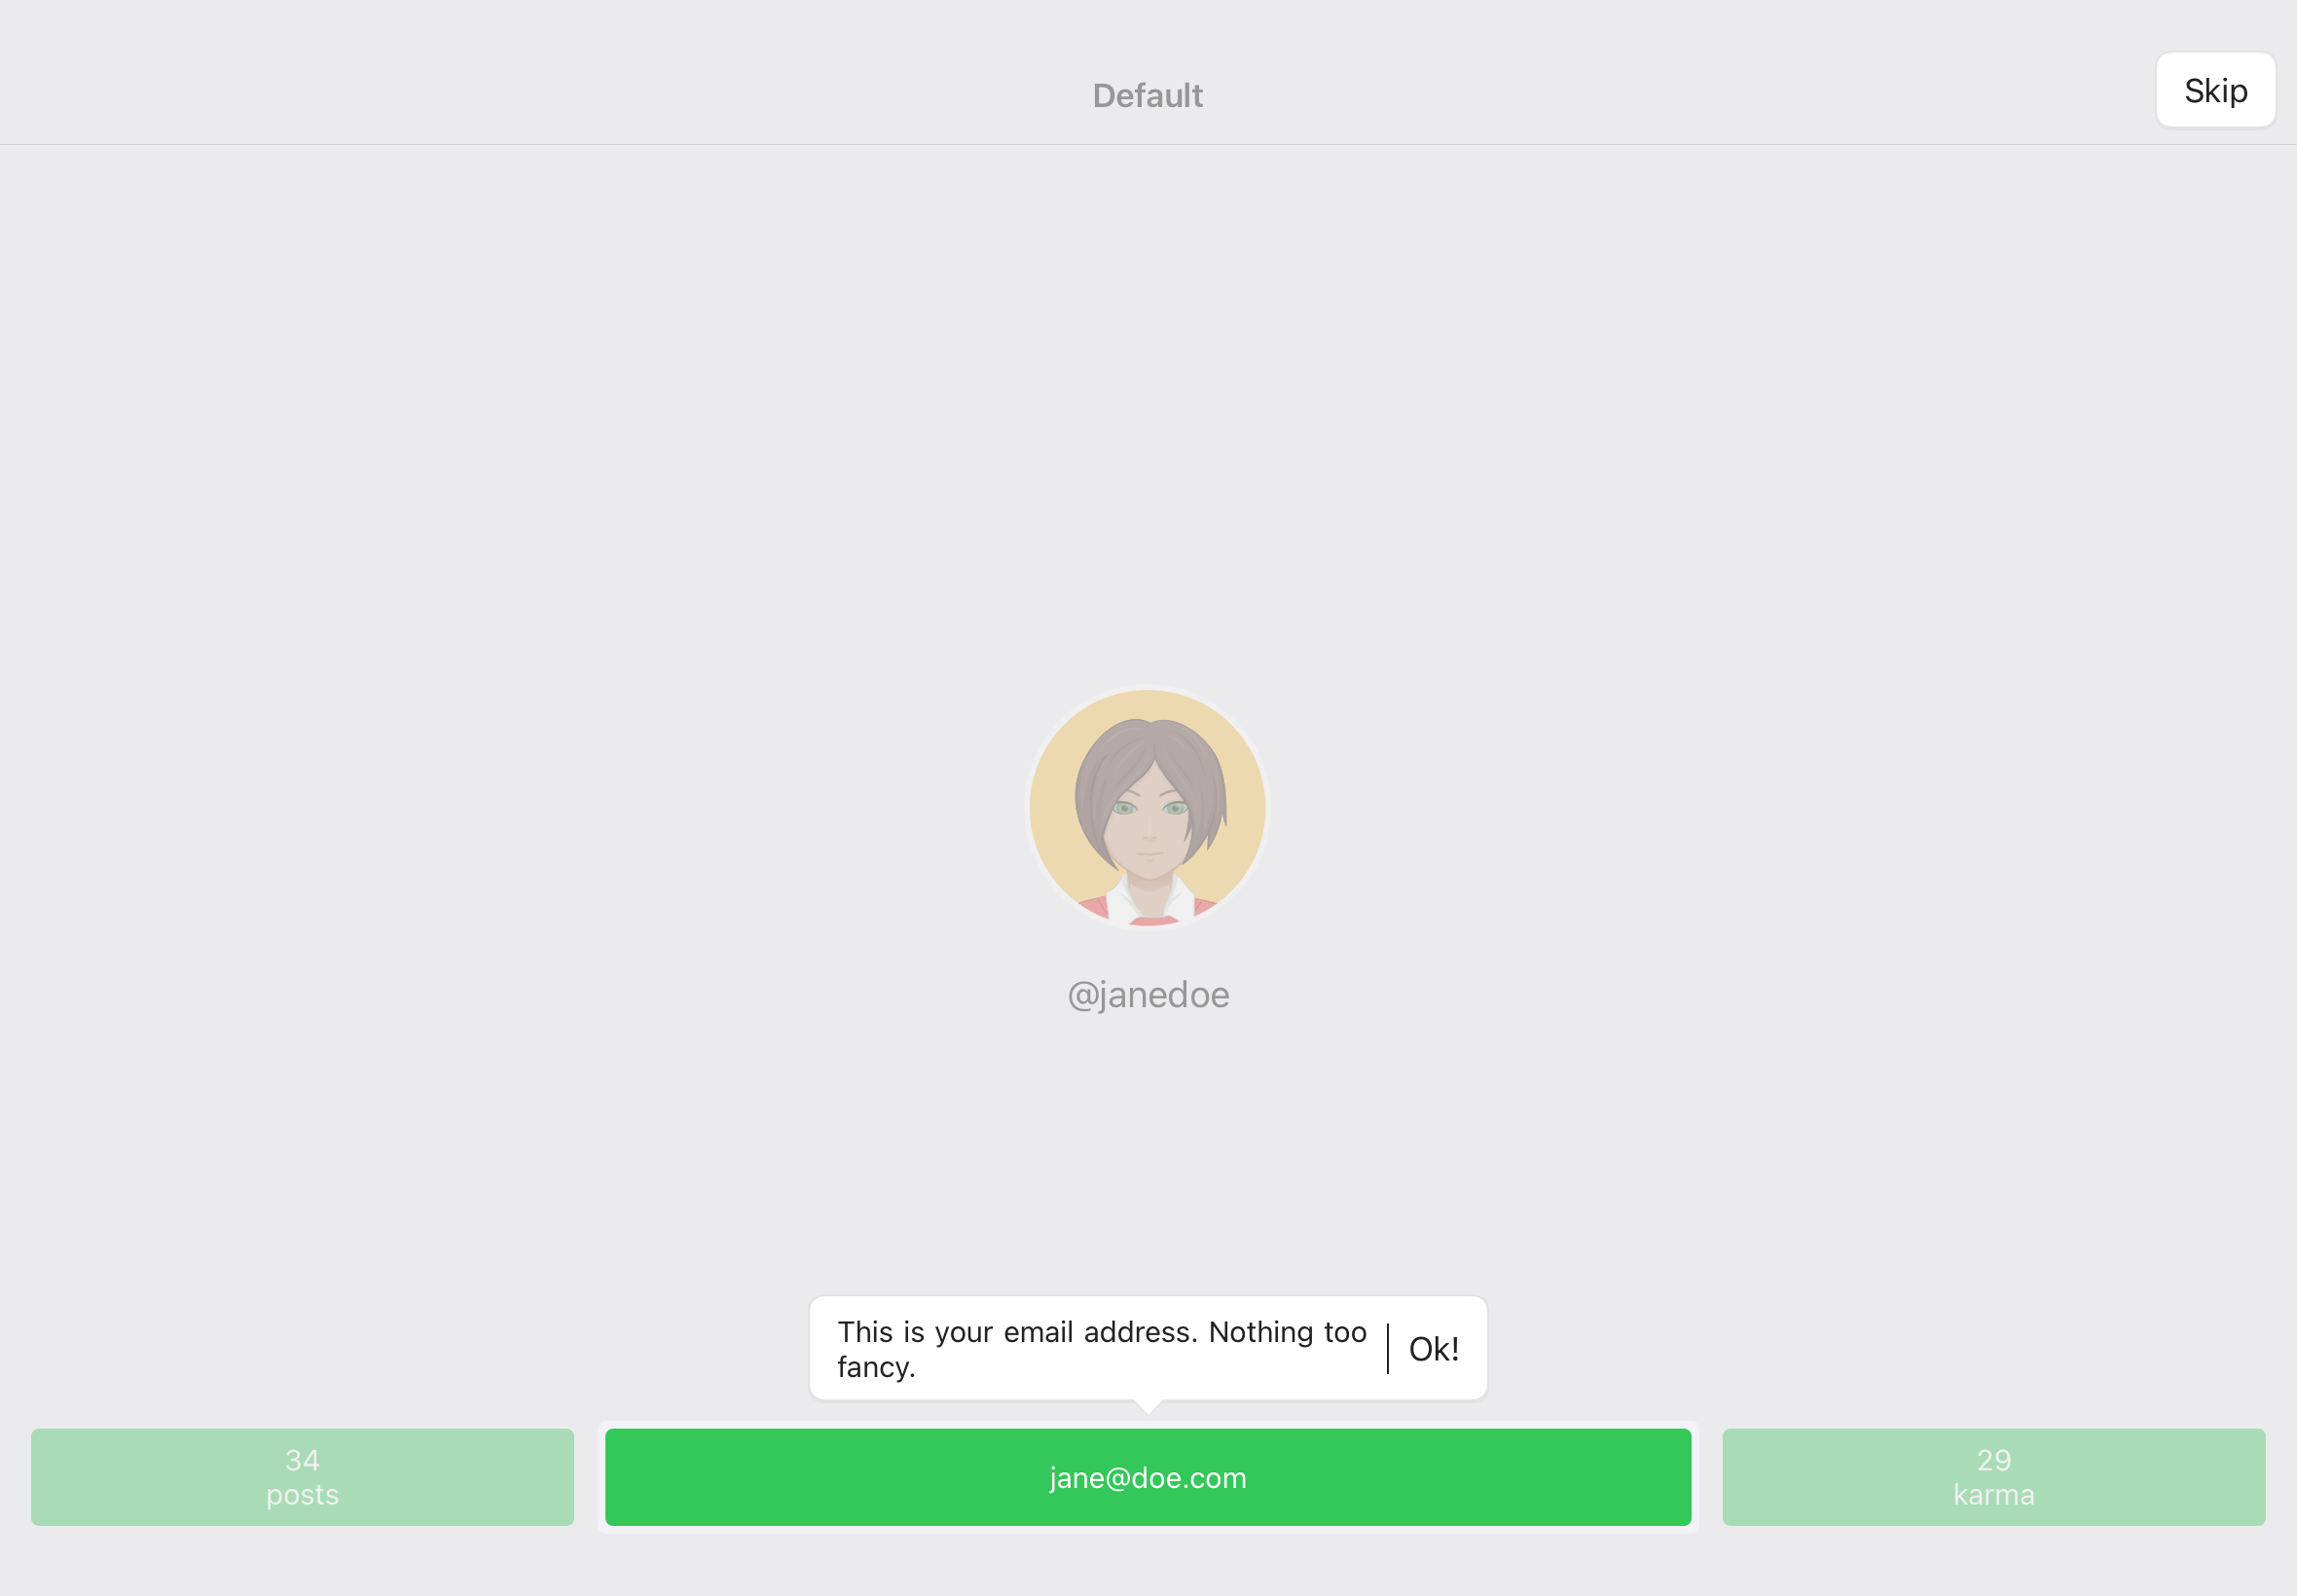 Default
Skip
@janedoe
This is your email address. Nothing too
fancy.
Ok!
34
posts
jane@doe.com
29
karma